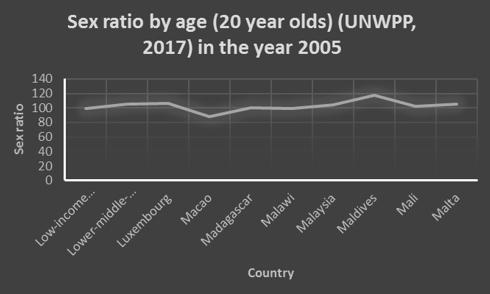 Sex ratio by age (20 year olds) (UNWPP,
2017) in the year 2005
140
120
100
80
60
40
20
0
Sex ratio
Low-income...
Lower-middle-...
Luxembourg
Macao
Madagascar
Malawi
Malaysia
Maldives
Mali
Malta
Country